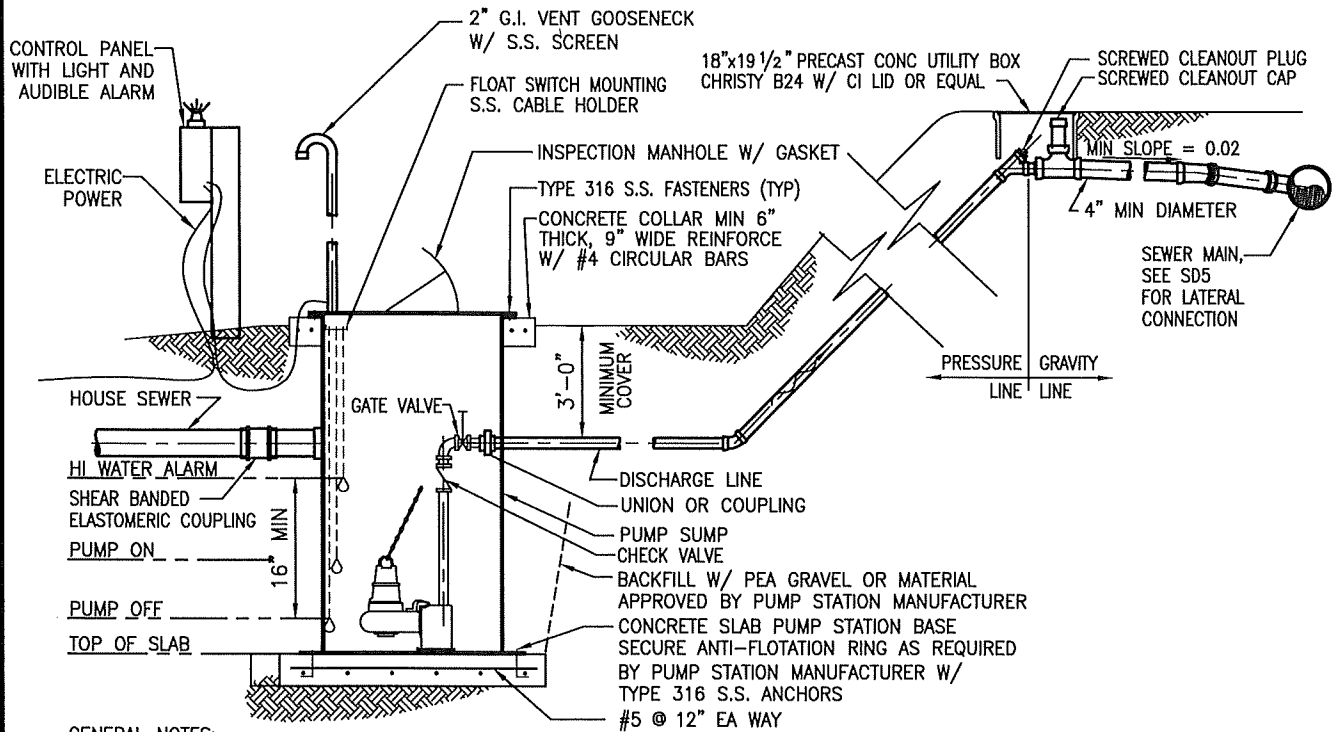 2" G.I. VENT GOOSENECK
W/ S.S. SCREEN
CONTROL PANEL
WITH LIGHT AND
AUDIBLE ALARM
FLOAT SWITCH MOUNTING
S.S. CABLE HOLDER
18"x19 1/2" PRECAST CONC UTILITY BOX
CHRISTY B24 W/ CI LID OR EQUAL
SCREWED CLEANOUT PLUG
SCREWED CLEANOUT CAP
INSPECTION MANHOLE W/ GASKET
MIN SLOPE = 0.02
ELECTRIC
POWER
TYPE 316 S.S. FASTENERS (TYP)
CONCRETE COLLAR MIN 6"
THICK, 9" WIDE REINFORCE
W/ #4 CIRCULAR BARS
4" MIN DIAMETER
SEWER MAIN,
SEE SD5
FOR LATERAL
CONNECTION
3'-0"
MINIMUM
COVER
PRESSURE
LINE
GRAVITY
LINE
HOUSE SEWER
GATE VALVE
HI WATER ALARM
SHEAR BANDED
ELASTOMERIC COUPLING
16" MIN
DISCHARGE LINE
UNION OR COUPLING
PUMP SUMP
CHECK VALVE
PUMP ON
BACKFILL W/ PEA GRAVEL OR MATERIAL
APPROVED BY PUMP STATION MANUFACTURER
PUMP OFF
TOP OF SLAB
CONCRETE SLAB PUMP STATION BASE
SECURE ANTI-FLOTATION RING AS REQUIRED
BY PUMP STATION MANUFACTURER W/
TYPE 316 S.S. ANCHORS
#5 @ 12" EA WAY
GENERAL NOTES: